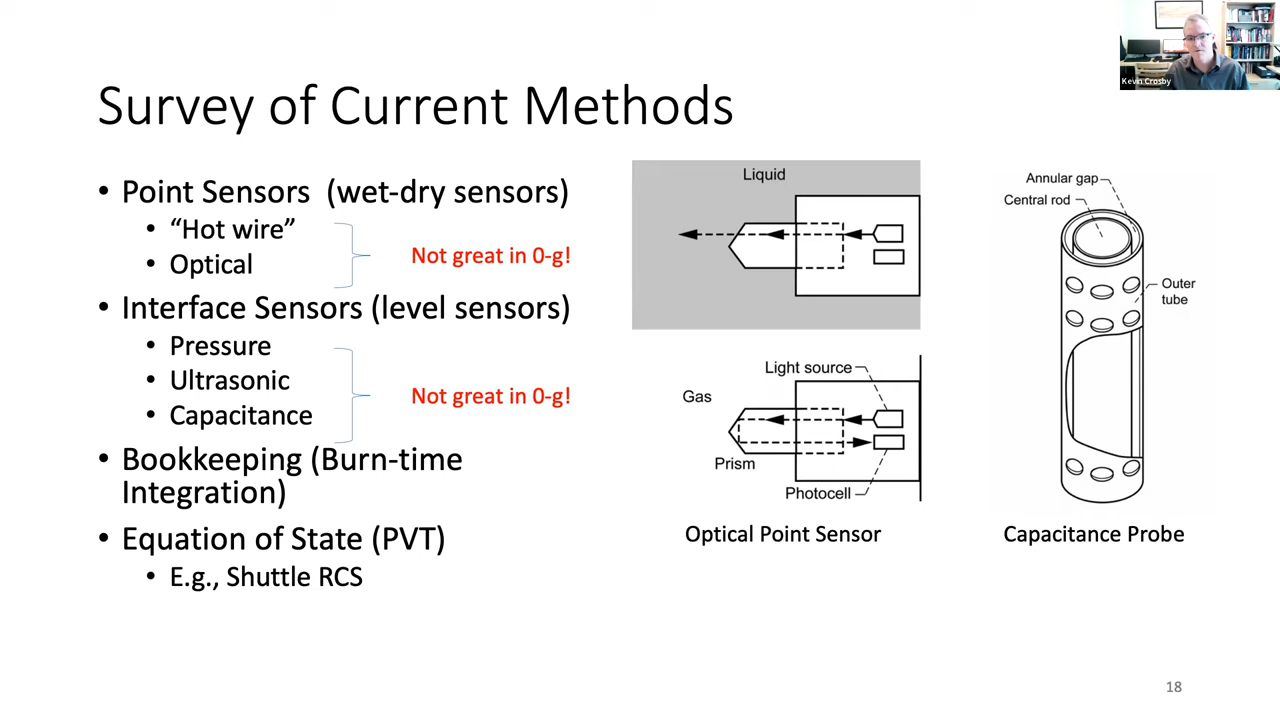 Kevin Crosby
Survey of Current Methods
• Point Sensors (wet-dry sensors)
• “Hot wire”
• Optical
Not great in 0-g!
• Interface Sensors (level sensors)
• Pressure
• Ultrasonic
• Capacitance
Not great in 0-g!
• Bookkeeping (Burn-time
Integration)
• Equation of State (PVT)
• E.g., Shuttle RCS
Liquid
Light source
Gas
Prism
Photocell
Optical Point Sensor
Annular gap
Central rod
Outer
tube
Capacitance Probe
18